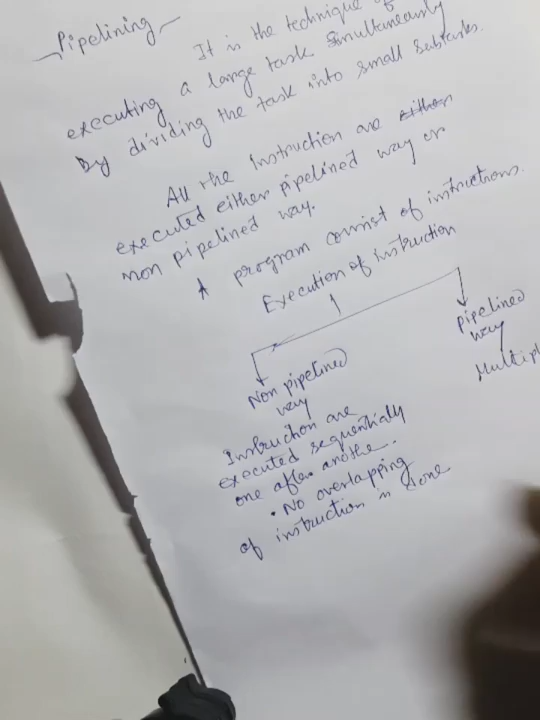 Pipelining
It is the technique of
executing a large task simultaneously
by dividing the task into small subtasks.
All the instruction are either
executed either pipelined way or
non pipelined way.
A program consist of instructions.
Execution of instruction
Pipelined
way
Multipl
Non pipelined
way
Instruction are
executed sequentially
one after anothe.
• No overlapping
of instruction is done